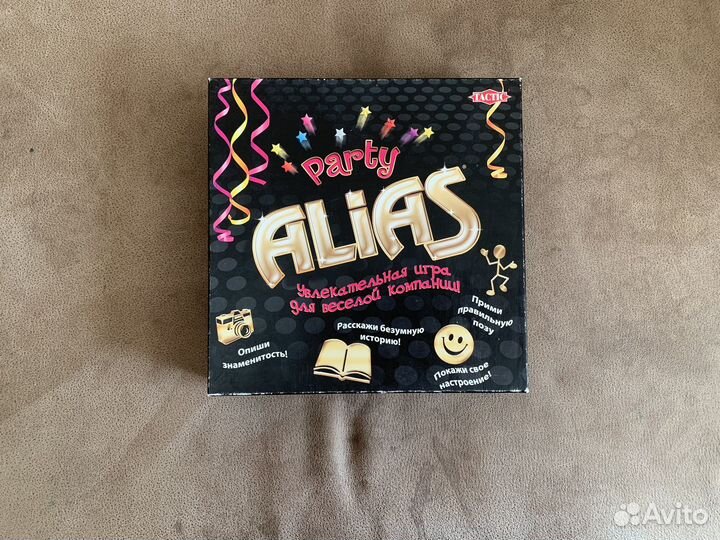 TACTIC
Party
ALiAS®
Увлекательная игра
для веселой компании!
Прими
правильную
позу
Расскажи безумную
историю!
Опиши
знаменитость!
Покажи свое
настроение!
Avito